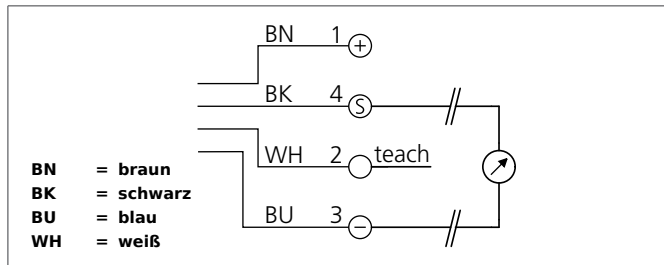 BN 1 +
BK 4 S
WH 2 teach
BU 3 −
BN = braun
BK = schwarz
BU = blau
WH = weiß